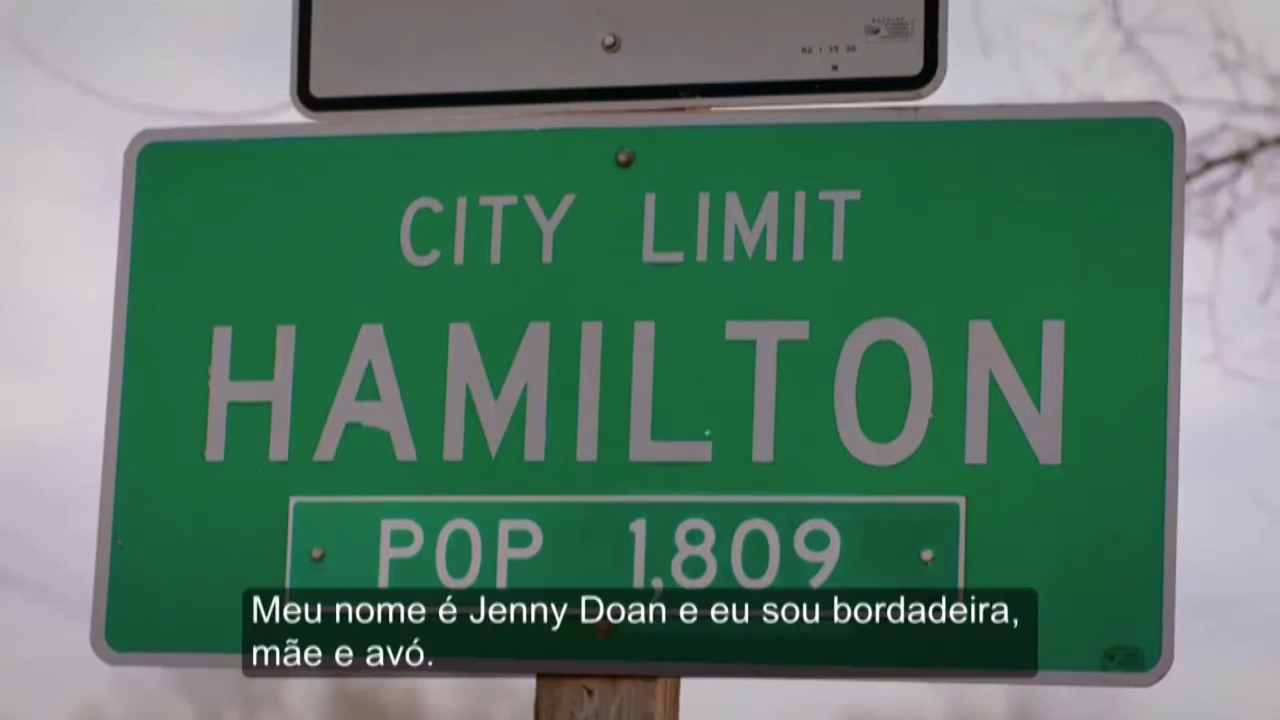 CITY LIMIT
HAMILTON
POP 1,809
Meu nome é Jenny Doan e eu sou bordadeira,
mãe e avó.